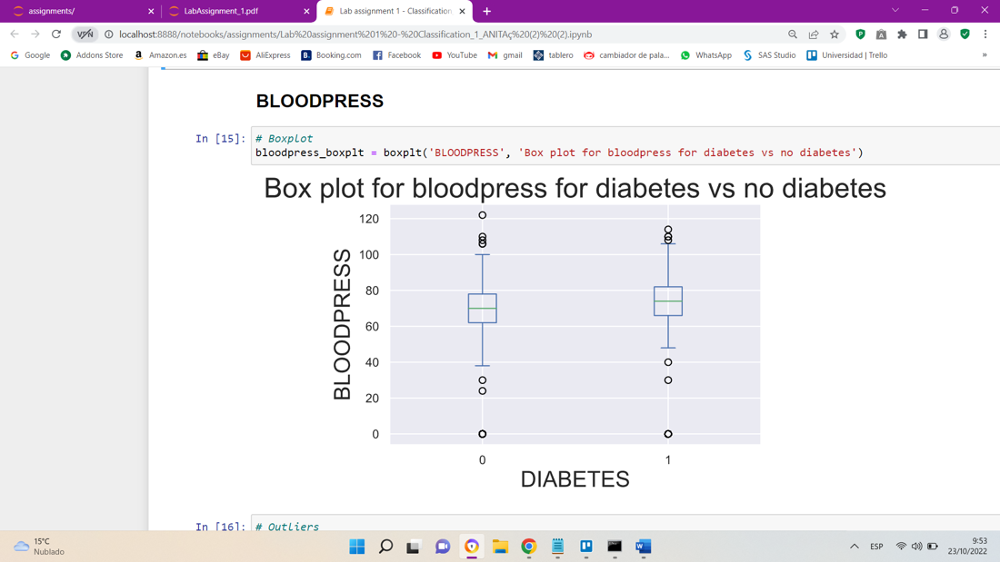 assignments/
LabAssignment_1.pdf
Lab assignment 1 - Classification
VPN
localhost:8888/notebooks/assignments/Lab%20assignment%201%20-%20Classification_1_ANITAç%20(2)%20(2).ipynb
Google
Addons Store
Amazon.es
eBay
AliExpress
Booking.com
Facebook
YouTube
gmail
tablero
cambiador de pala...
WhatsApp
SAS Studio
Universidad | Trello
»
BLOODPRESS
In [15]:
# Boxplot
bloodpress_boxplt = boxplt('BLOODPRESS', 'Box plot for bloodpress for diabetes vs no diabetes')
Box plot for bloodpress for diabetes vs no diabetes
120
100
80
60
40
20
0
BLOODPRESS
0
1
DIABETES
In [16]:
# Outliers
15°C
Nublado
ESP
9:53
23/10/2022